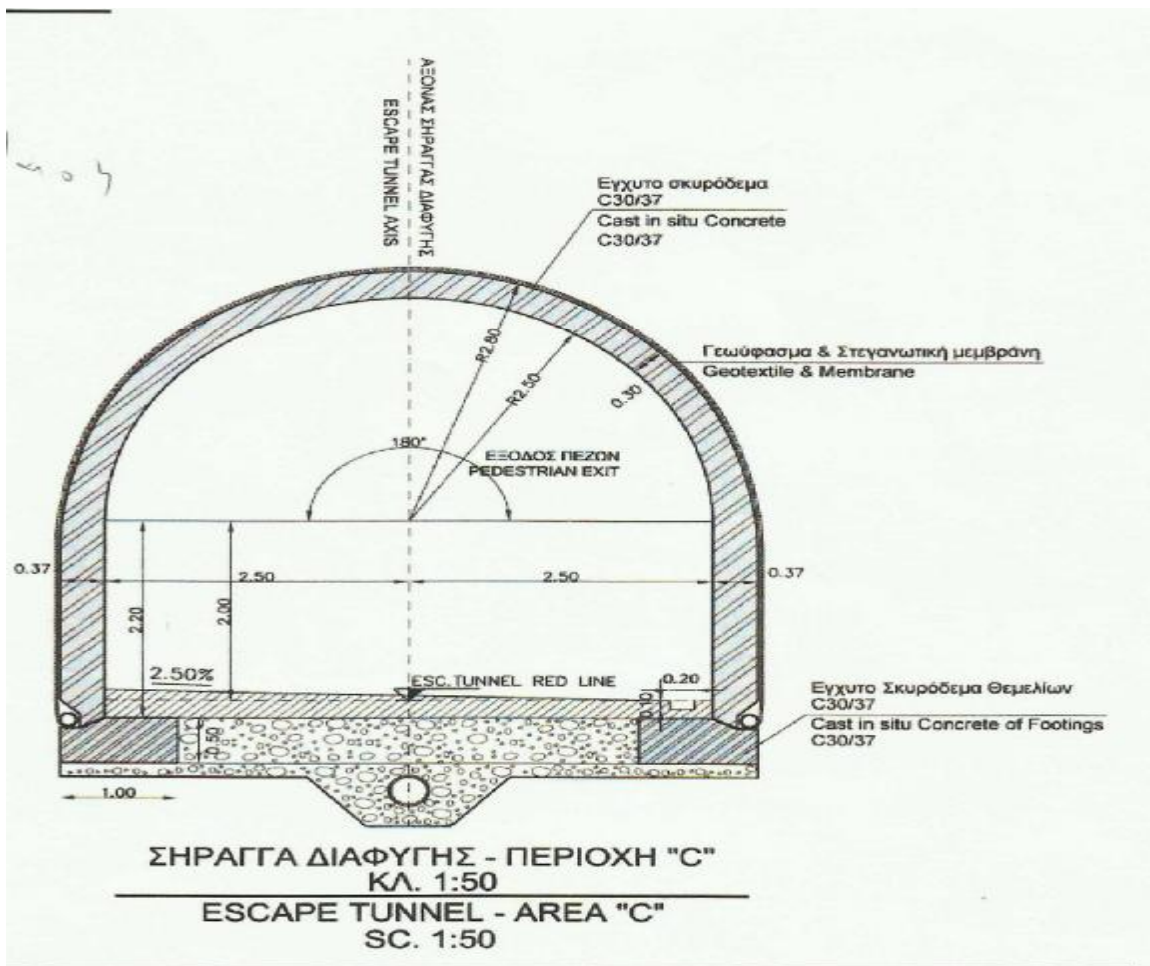 ΑΞΟΝΑΣ ΣΗΡΑΓΓΑΣ ΔΙΑΦΥΓΗΣ
ESCAPE TUNNEL AXIS
Εγχυτο σκυρόδεμα
C30/37
Cast in situ Concrete
C30/37
R2.80
R2.50
0.30
Γεωύφασμα & Στεγανωτική μεμβράνη
Geotextile & Membrane
180°
ΕΞΟΔΟΣ ΠΕΖΩΝ
PEDESTRIAN EXIT
0.37
2.50
2.50
0.37
2.20
2.00
2.50%
ESC.TUNNEL RED LINE
0.20
0.10
0.50
1.00
Εγχυτο Σκυρόδεμα Θεμελίων
C30/37
Cast in situ Concrete of Footings
C30/37
ΣΗΡΑΓΓΑ ΔΙΑΦΥΓΗΣ - ΠΕΡΙΟΧΗ "C"
ΚΛ. 1:50
ESCAPE TUNNEL - AREA "C"
SC. 1:50